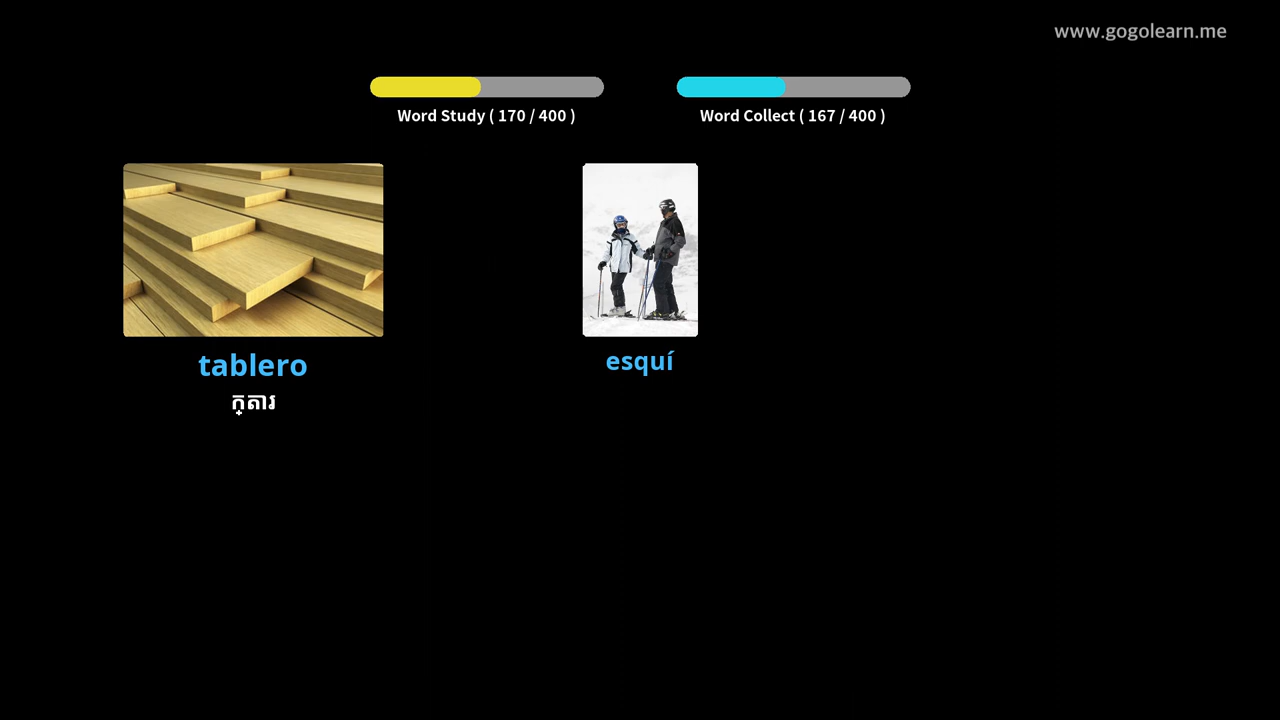 www.gogolearn.me
Word Study ( 170 / 400 )
Word Collect ( 167 / 400 )
tablero
ក្តារ
esquí